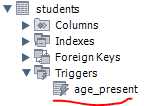 students
Columns
Indexes
Foreign Keys
Triggers
age_present